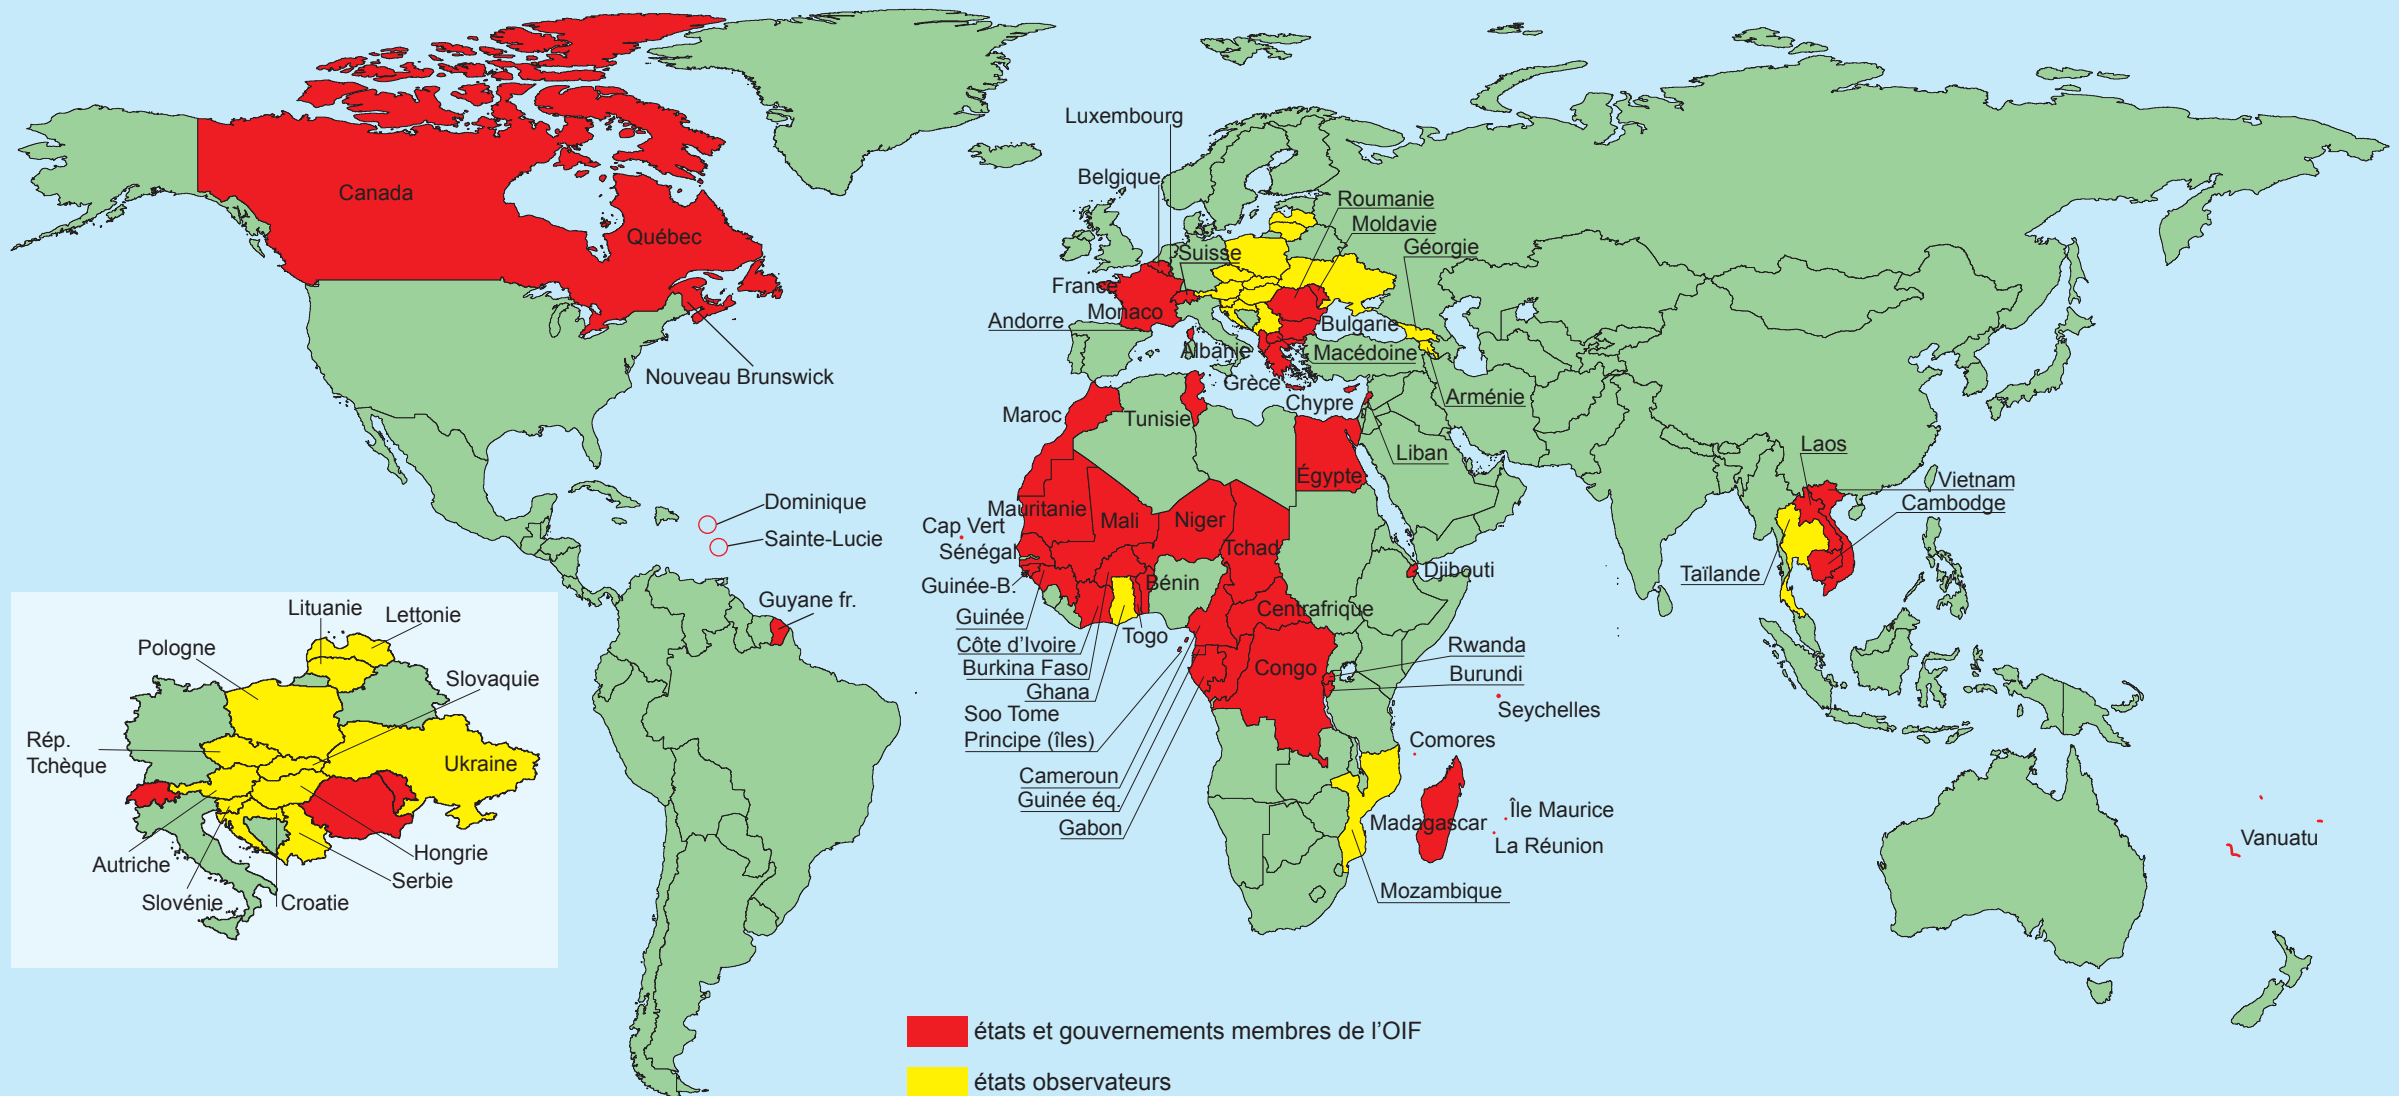 Canada
Québec
Nouveau Brunswick
Dominique
Sainte-Lucie
Guyane fr.
Luxembourg
Belgique
Suisse
France
Monaco
Andorre
Roumanie
Moldavie
Géorgie
Bulgarie
Albanie
Macédoine
Grèce
Chypre
Arménie
Liban
Maroc
Tunisie
Égypte
Mauritanie
Mali
Niger
Tchad
Cap Vert
Sénégal
Guinée-B.
Guinée
Côte d’Ivoire
Burkina Faso
Ghana
Togo
Bénin
Centrafrique
Djibouti
Congo
Rwanda
Burundi
Soo Tome
Principe (îles)
Cameroun
Guinée éq.
Gabon
Seychelles
Comores
Île Maurice
Madagascar
La Réunion
Mozambique
Laos
Vietnam
Cambodge
Taïlande
Vanuatu
Lituanie
Lettonie
Pologne
Slovaquie
Rép.
Tchèque
Ukraine
Autriche
Hongrie
Serbie
Slovénie
Croatie
états et gouvernements membres de l’OIF
états observateurs